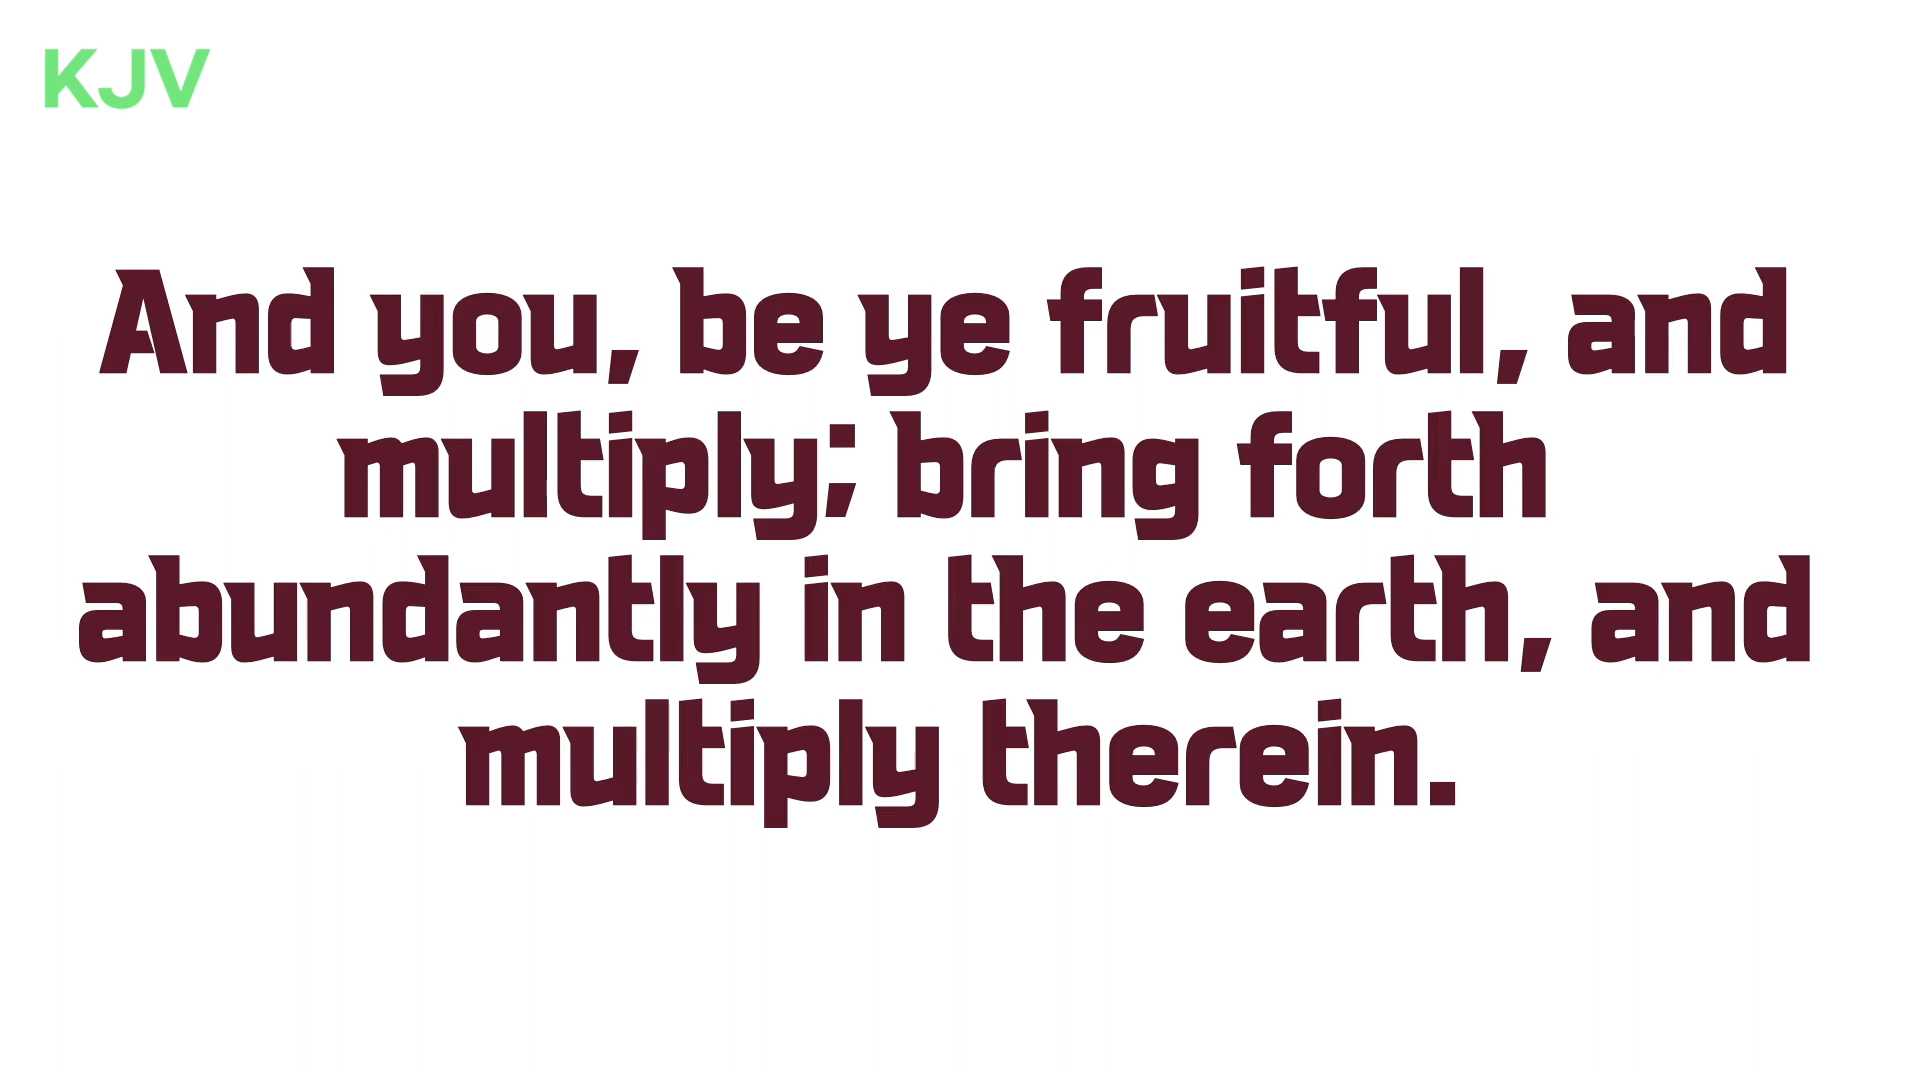 KJV
And you, be ye fruitful, and
multiply; bring forth
abundantly in the earth, and
multiply therein.